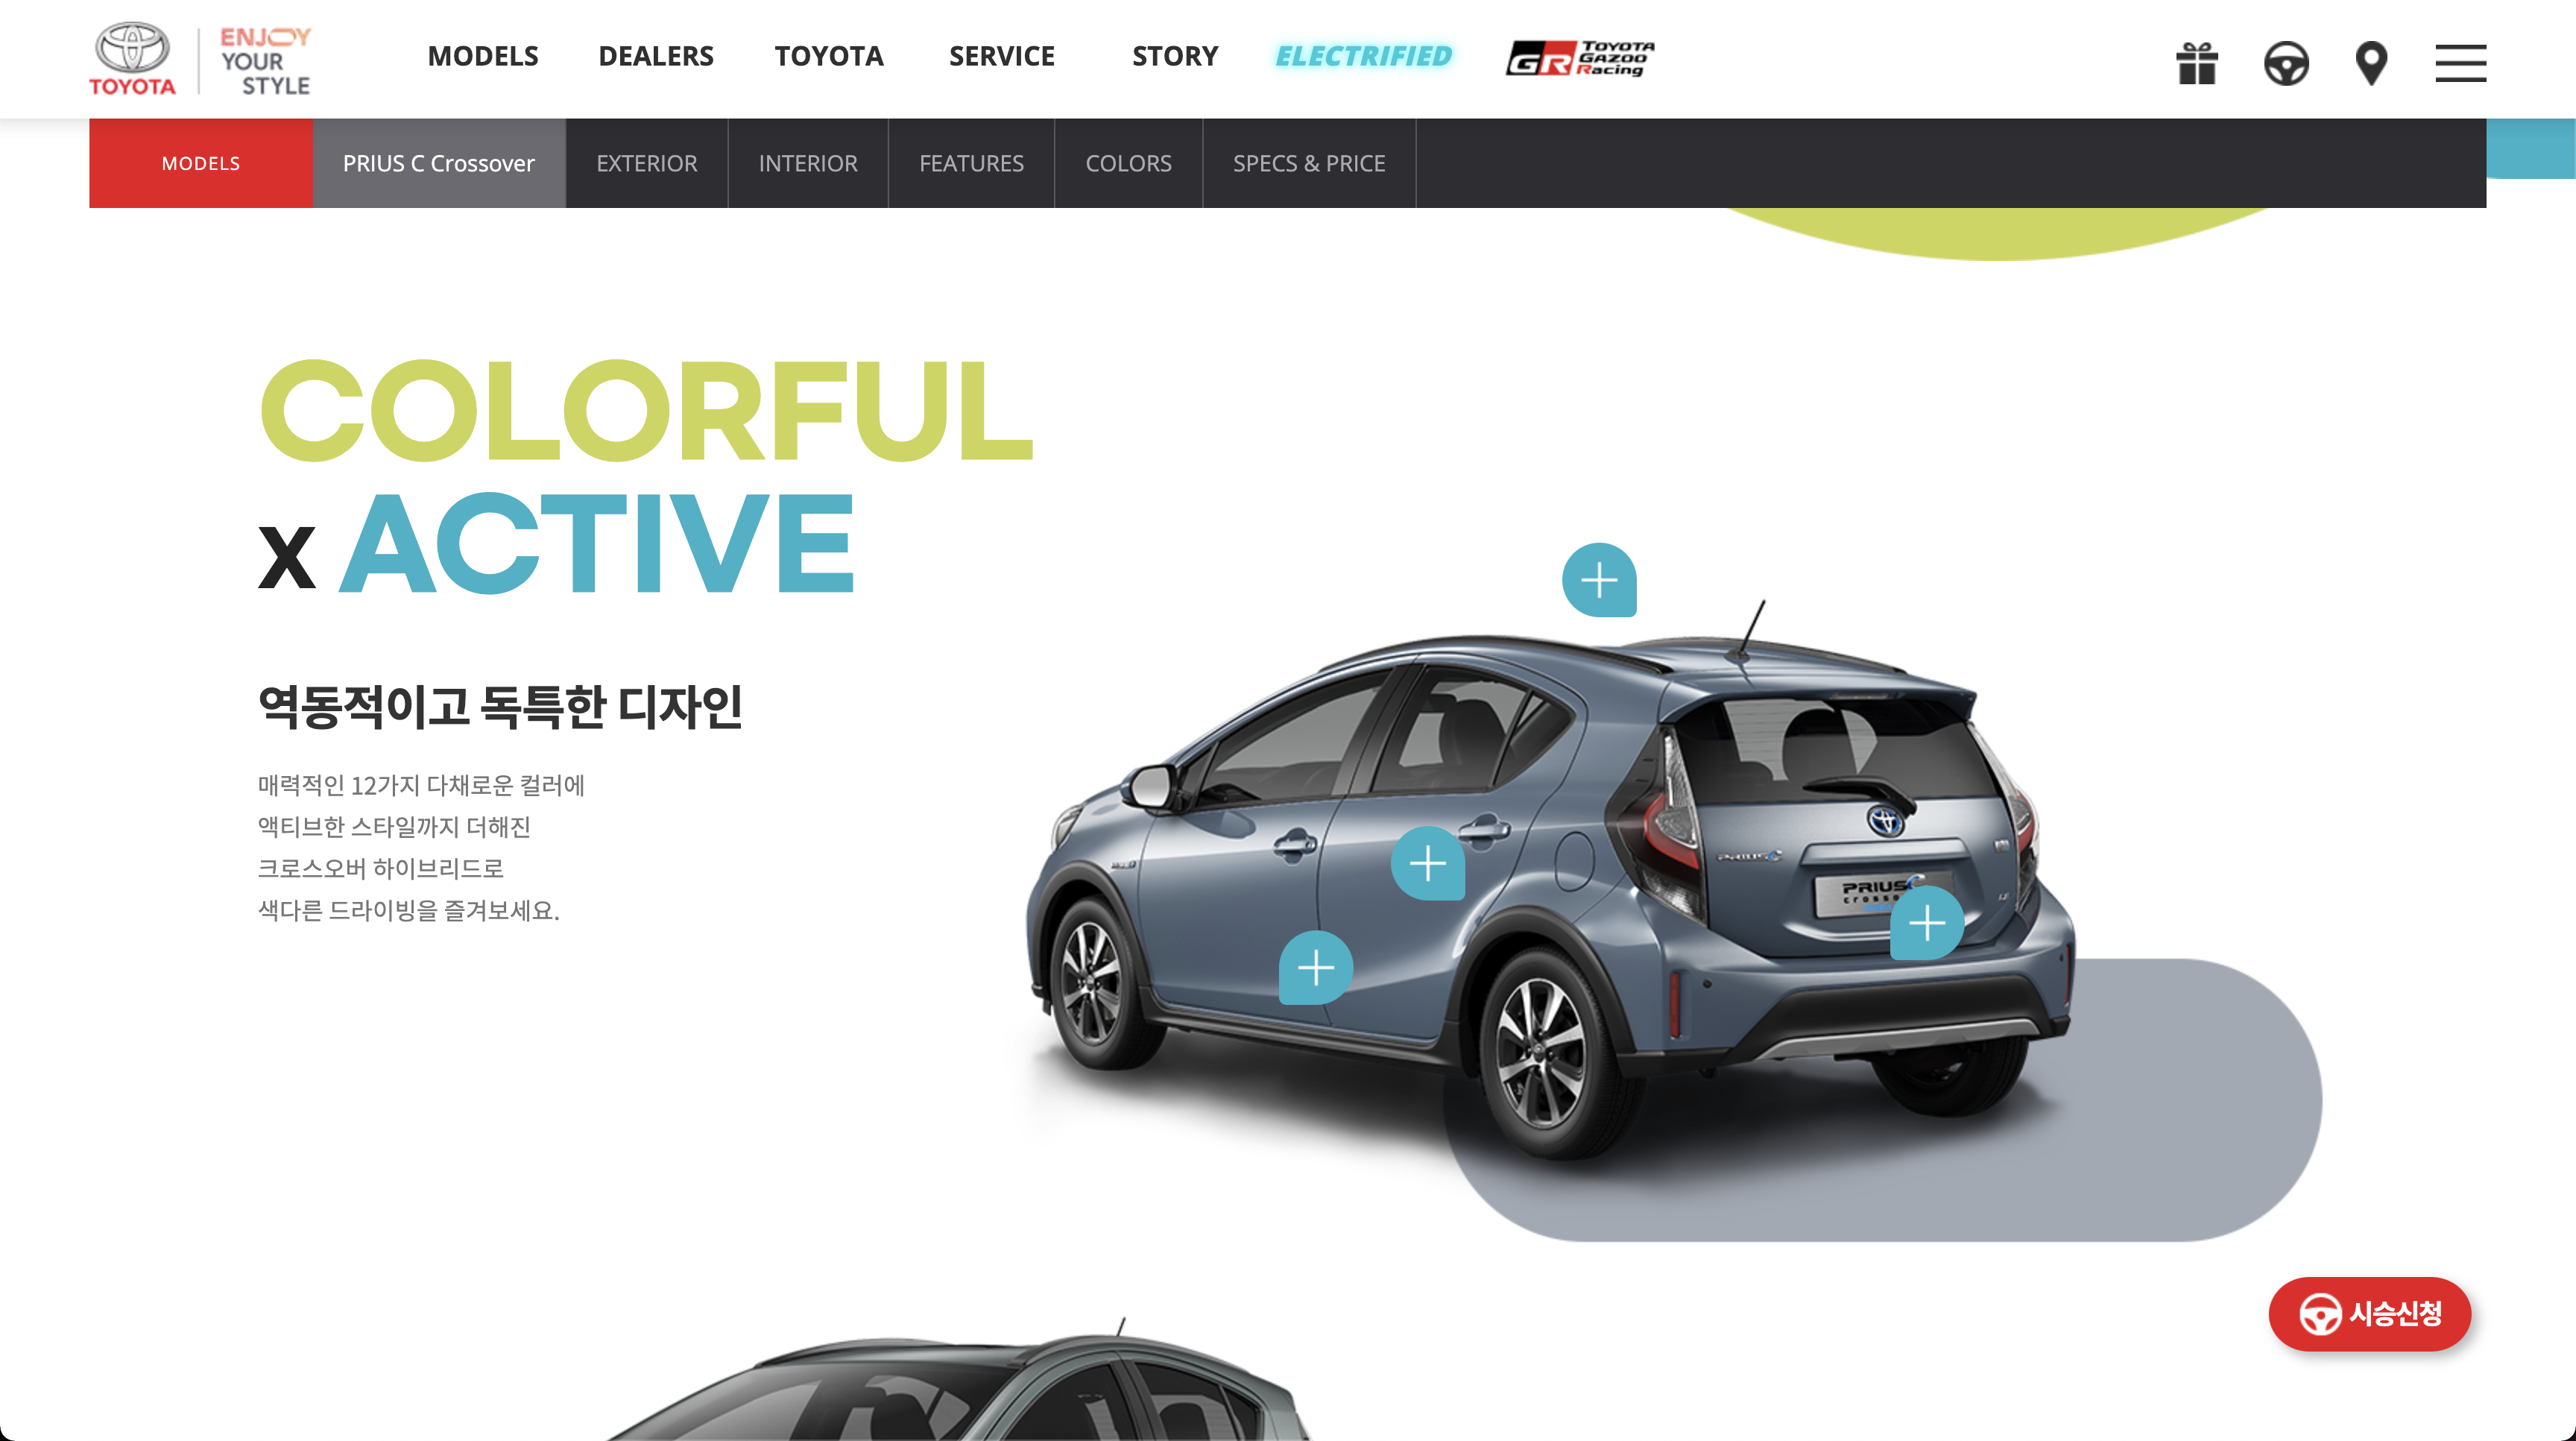 TOYOTA
ENJOY
YOUR
STYLE
MODELS DEALERS TOYOTA SERVICE STORY ELECTRIFIED
GR TOYOTA
GAZOO
Racing
MODELS PRIUS C Crossover EXTERIOR INTERIOR FEATURES COLORS SPECS & PRICE
COLORFUL
x ACTIVE
역동적이고 독특한 디자인
매력적인 12가지 다채로운 컬러에
액티브한 스타일까지 더해진
크로스오버 하이브리드로
색다른 드라이빙을 즐겨보세요.
PRIUS C
PRIUS C
시승신청